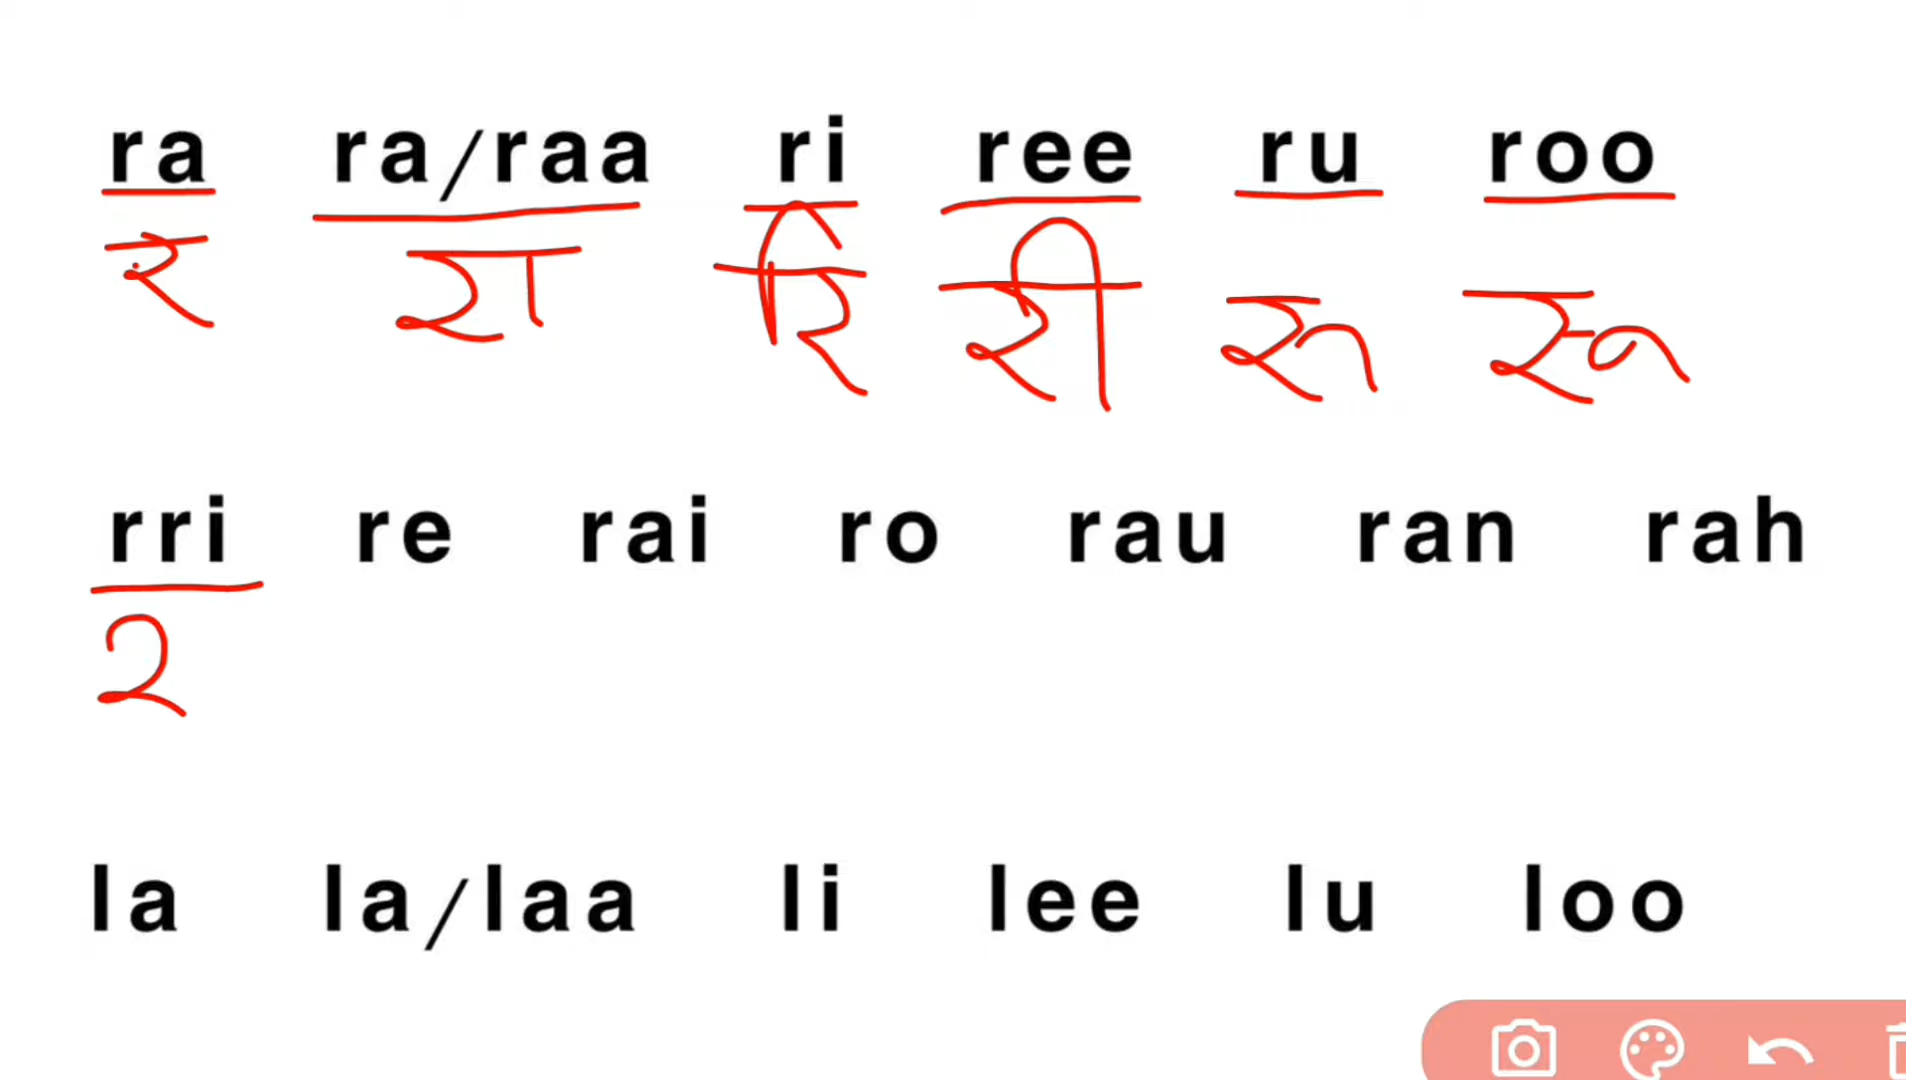 ra ra/raa ri ree ru roo
र रा रि री रु रू
rri re rai ro rau ran rah
2
la la/laa li lee lu loo